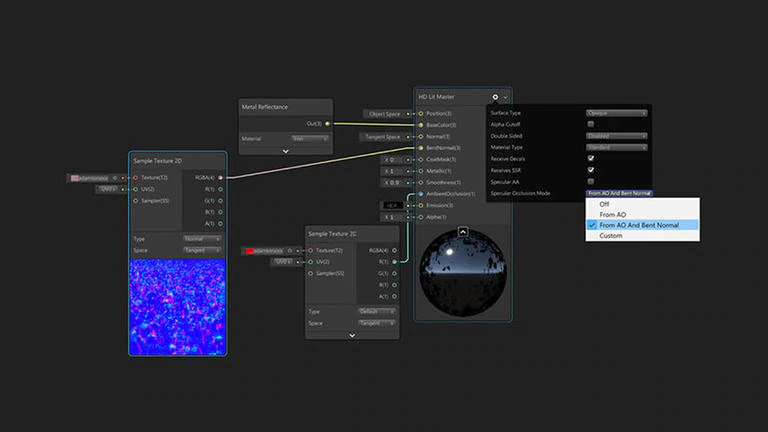 HD Lit Master
Metal Reflectance
Out(3)
Material
Iron
Object Space
Position(3)
BaseColor(3)
Tangent Space
Normal(3)
BentNormal(3)
X 0
CoatMask(1)
X 1
Metallic(1)
X 0.9
Smoothness(1)
AmbientOcclusion(1)
HDR
Emission(3)
X 1
Alpha(1)
Surface Type
Opaque
Alpha Cutoff
Double Sided
Disabled
Material Type
Standard
Receive Decals
Receives SSR
Specular AA
Specular Occlusion Mode
From AO And Bent Normal
Off
From AO
From AO And Bent Normal
Custom
Sample Texture 2D
Texture(T2)
RGBA(4)
UV0
UV(2)
R(1)
Sampler(SS)
G(1)
B(1)
A(1)
Type
Normal
Space
Tangent
Sample Texture 2D
Texture(T2)
RGBA(4)
UV0
UV(2)
R(1)
Sampler(SS)
G(1)
B(1)
A(1)
Type
Default
Space
Tangent